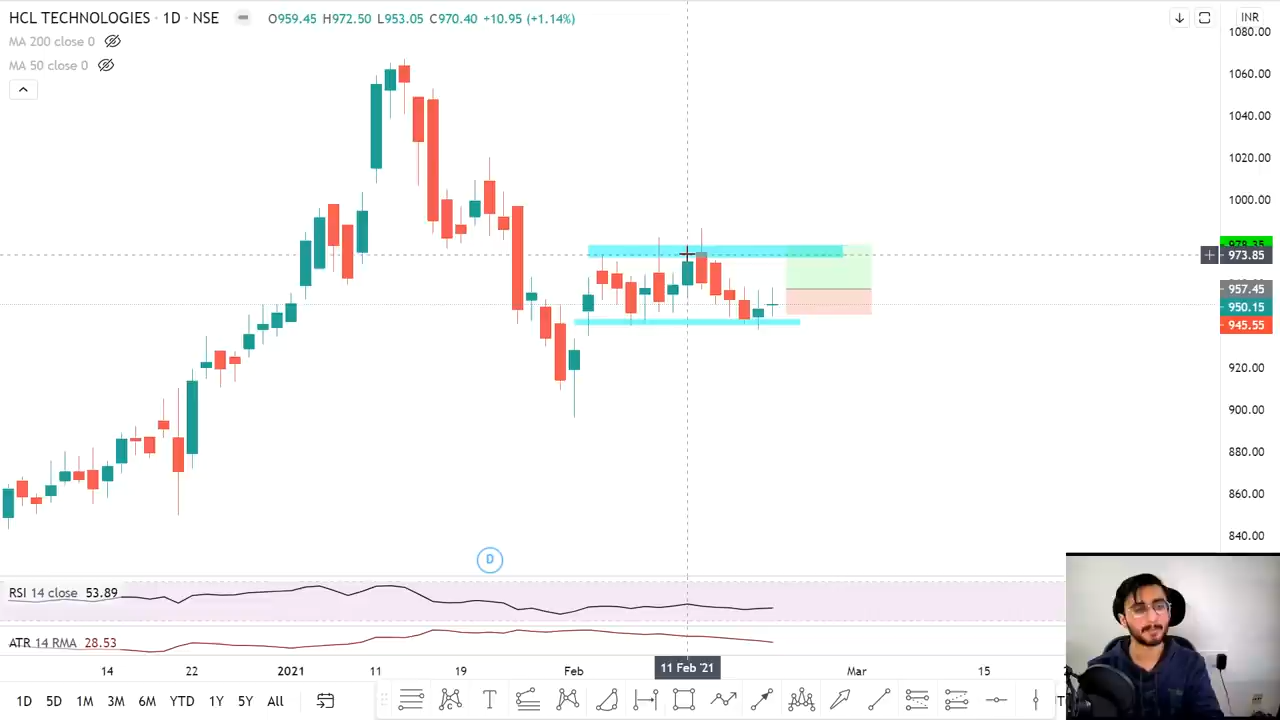 HCL TECHNOLOGIES · 1D · NSE O959.45 H972.50 L953.05 C970.40 +10.95 (+1.14%)
MA 200 close 0
MA 50 close 0
INR
1080.00
1060.00
1040.00
1020.00
1000.00
978.35
973.85
957.45
950.15
945.55
920.00
900.00
880.00
860.00
840.00
D
RSI 14 close 53.89
ATR 14 RMA 28.53
14 22 2021 11 19 Feb 11 Feb '21 Mar 15
1D 5D 1M 3M 6M YTD 1Y 5Y All